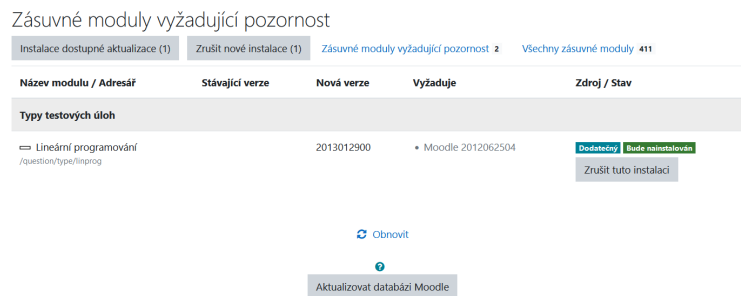 Zásuvné moduly vyžadující pozornost
Instalace dostupné aktualizace (1) Zrušit nové instalace (1) Zásuvné moduly vyžadující pozornost 2 Všechny zásuvné moduly 411
Název modulu / Adresář Stávající verze Nová verze Vyžaduje Zdroj / Stav
Typy testových úloh
Lineární programování 2013012900 • Moodle 2012062504 Dodatečný Bude nainstalován
/question/type/linprog
Zrušit tuto instalaci
Obnovit
?
Aktualizovat databázi Moodle